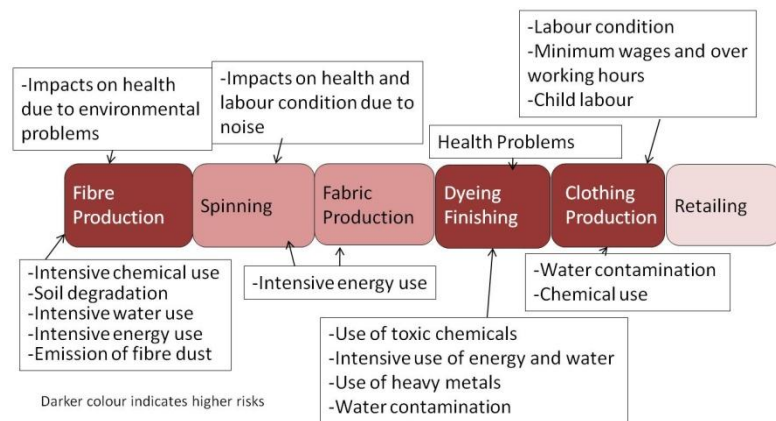 -Labour condition
-Minimum wages and over
working hours
-Child labour
-Impacts on health
due to environmental
problems
-Impacts on health and
labour condition due to
noise
Health Problems
Fibre
Production
Spinning
Fabric
Production
Dyeing
Finishing
Clothing
Production
Retailing
-Intensive chemical use
-Soil degradation
-Intensive water use
-Intensive energy use
-Emission of fibre dust
-Intensive energy use
-Water contamination
-Chemical use
-Use of toxic chemicals
-Intensive use of energy and water
-Use of heavy metals
-Water contamination
Darker colour indicates higher risks